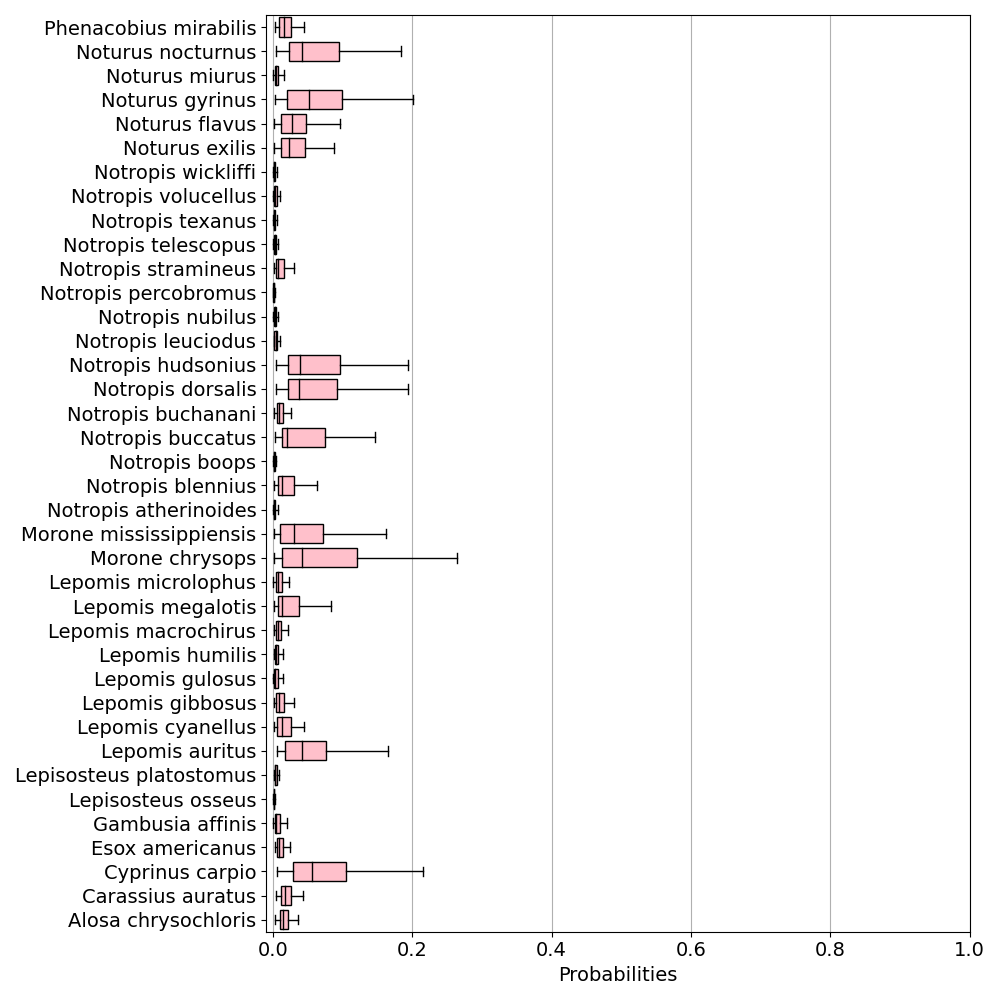 Phenacobius mirabilis
Noturus nocturnus
Noturus miurus
Noturus gyrinus
Noturus flavus
Noturus exilis
Notropis wickliffi
Notropis volucellus
Notropis texanus
Notropis telescopus
Notropis stramineus
Notropis percobromus
Notropis nubilus
Notropis leuciodus
Notropis hudsonius
Notropis dorsalis
Notropis buchanani
Notropis buccatus
Notropis boops
Notropis blennius
Notropis atherinoides
Morone mississippiensis
Morone chrysops
Lepomis microlophus
Lepomis megalotis
Lepomis macrochirus
Lepomis humilis
Lepomis gulosus
Lepomis gibbosus
Lepomis cyanellus
Lepomis auritus
Lepisosteus platostomus
Lepisosteus osseus
Gambusia affinis
Esox americanus
Cyprinus carpio
Carassius auratus
Alosa chrysochloris
0.0 0.2 0.4 0.6 0.8 1.0
Probabilities